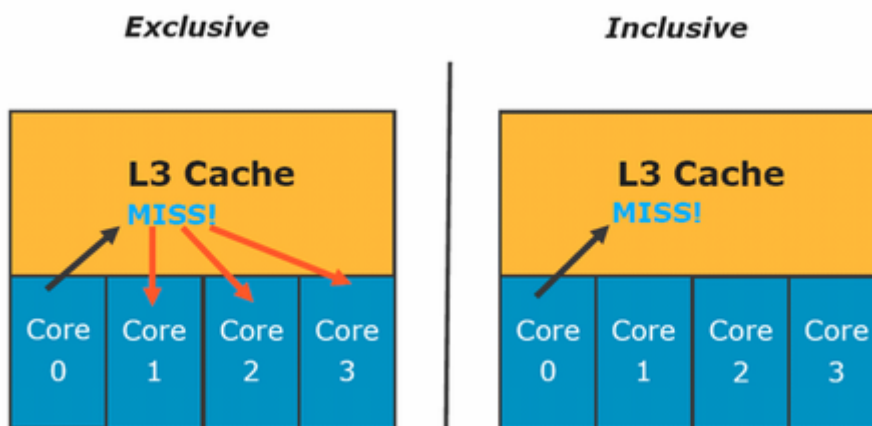 Exclusive
L3 Cache
MISS!
Core
0
Core
1
Core
2
Core
3
Inclusive
L3 Cache
MISS!
Core
0
Core
1
Core
2
Core
3